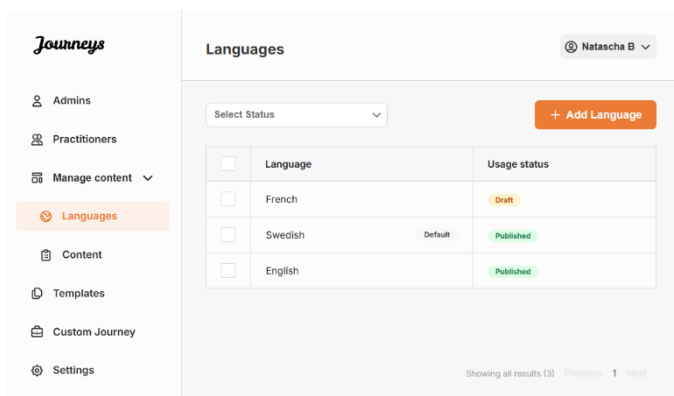 Journeys
Languages
Natascha B
Admins
Practitioners
Manage content
Languages
Content
Templates
Custom Journey
Settings
Select Status
+ Add Language
Language Usage status
French Draft
Swedish Default Published
English Published
Showing all results (3) Previous 1 Next